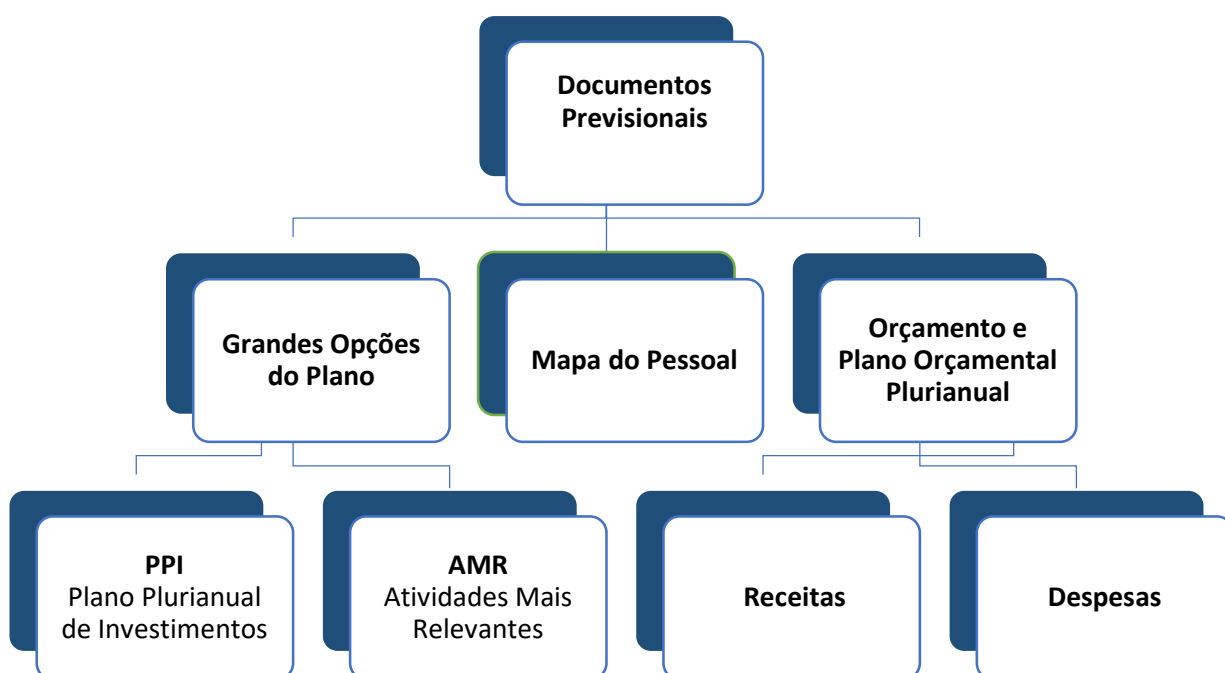 Documentos
Previsionais
Grandes Opções
do Plano
Mapa do Pessoal
Orçamento e
Plano Orçamental
Plurianual
PPI
Plano Plurianual
de Investimentos
AMR
Atividades Mais
Relevantes
Receitas
Despesas